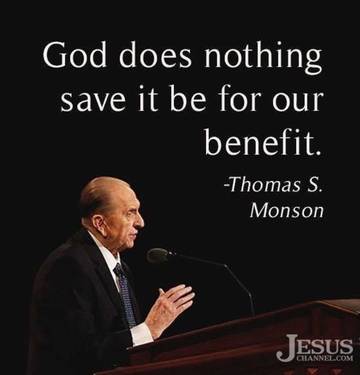 God does nothing
save it be for our
benefit.
-Thomas S.
Monson
JESUS
CHANNEL.COM